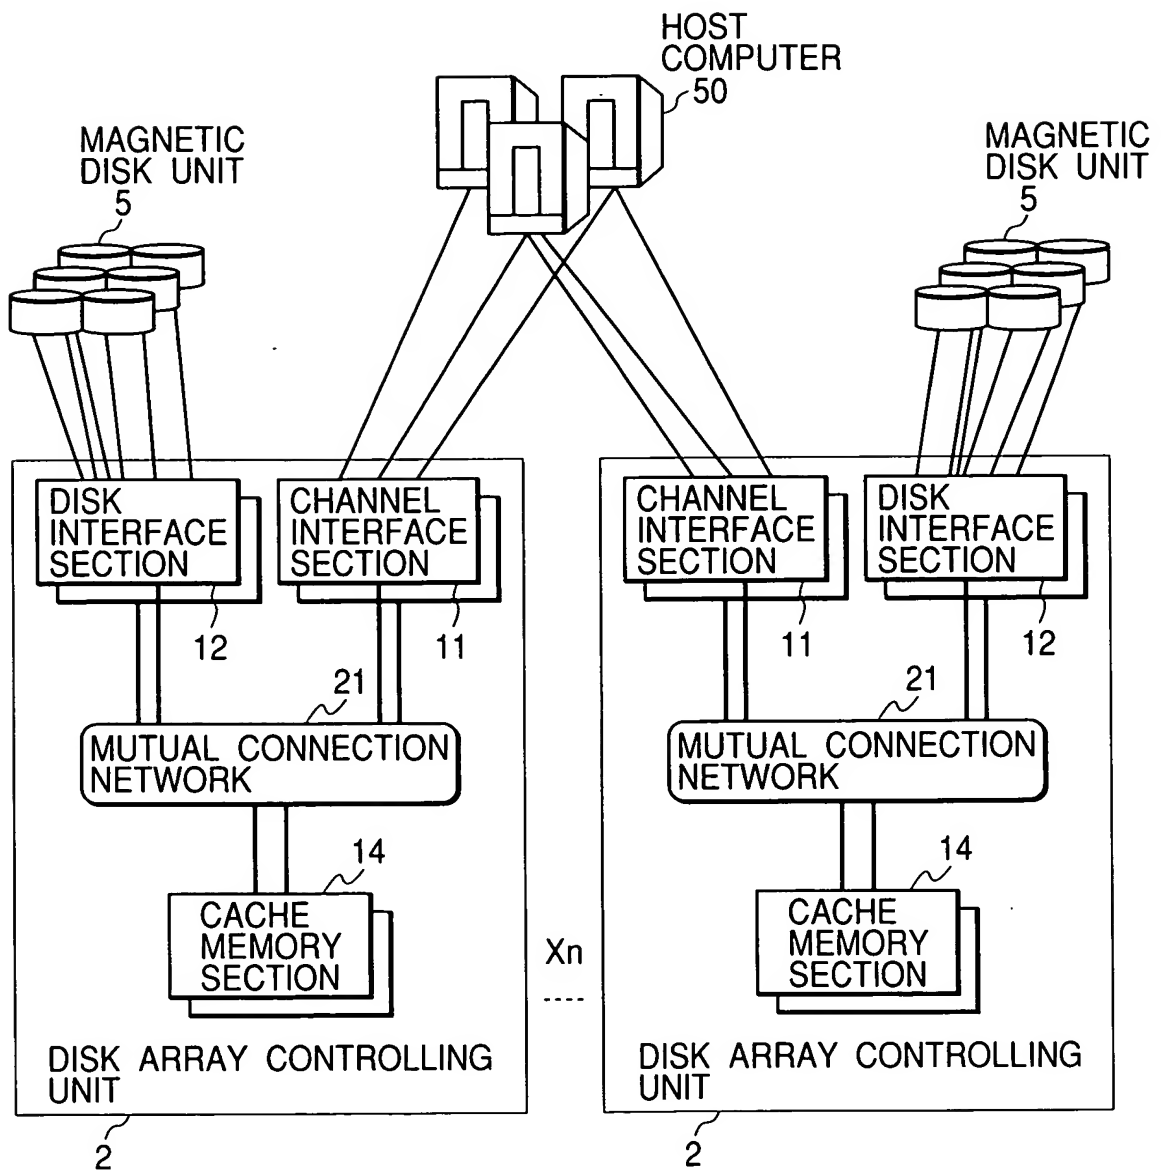 HOST
COMPUTER
50
MAGNETIC
DISK UNIT
5
MAGNETIC
DISK UNIT
5
DISK
INTERFACE
SECTION
12
CHANNEL
INTERFACE
SECTION
11
CHANNEL
INTERFACE
SECTION
11
DISK
INTERFACE
SECTION
12
21
MUTUAL CONNECTION
NETWORK
21
MUTUAL CONNECTION
NETWORK
14
CACHE
MEMORY
SECTION
14
CACHE
MEMORY
SECTION
Xn
DISK ARRAY CONTROLLING
UNIT
2
DISK ARRAY CONTROLLING
UNIT
2